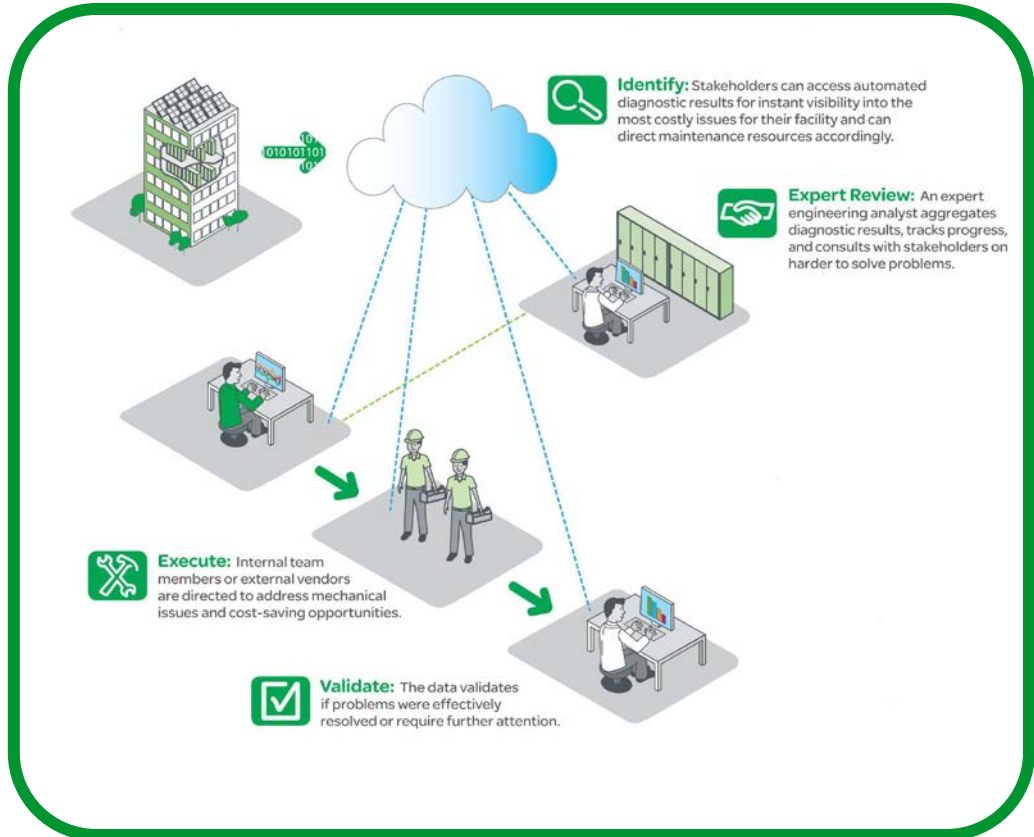 Identify: Stakeholders can access automated
diagnostic results for instant visibility into the
most costly issues for their facility and can
direct maintenance resources accordingly.
101
1010101101
101
Expert Review: An expert
engineering analyst aggregates
diagnostic results, tracks progress,
and consults with stakeholders on
harder to solve problems.
Execute: Internal team
members or external vendors
are directed to address mechanical
issues and cost-saving opportunities.
Validate: The data validates
if problems were effectively
resolved or require further attention.